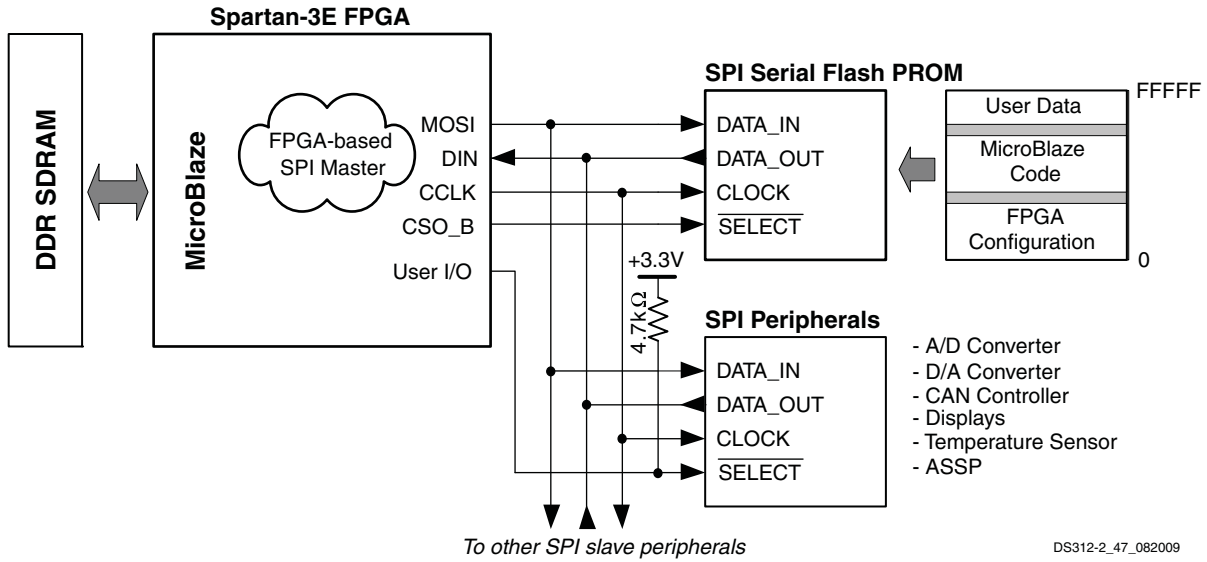 Spartan-3E FPGA
DDR SDRAM
MicroBlaze
FPGA-based
SPI Master
MOSI
DIN
CCLK
CSO_B
User I/O
SPI Serial Flash PROM
DATA_IN
DATA_OUT
CLOCK
SELECT
User Data
MicroBlaze
Code
FPGA
Configuration
FFFFF
0
+3.3V
4.7kΩ
SPI Peripherals
DATA_IN
DATA_OUT
CLOCK
SELECT
- A/D Converter
- D/A Converter
- CAN Controller
- Displays
- Temperature Sensor
- ASSP
To other SPI slave peripherals
DS312-2_47_082009